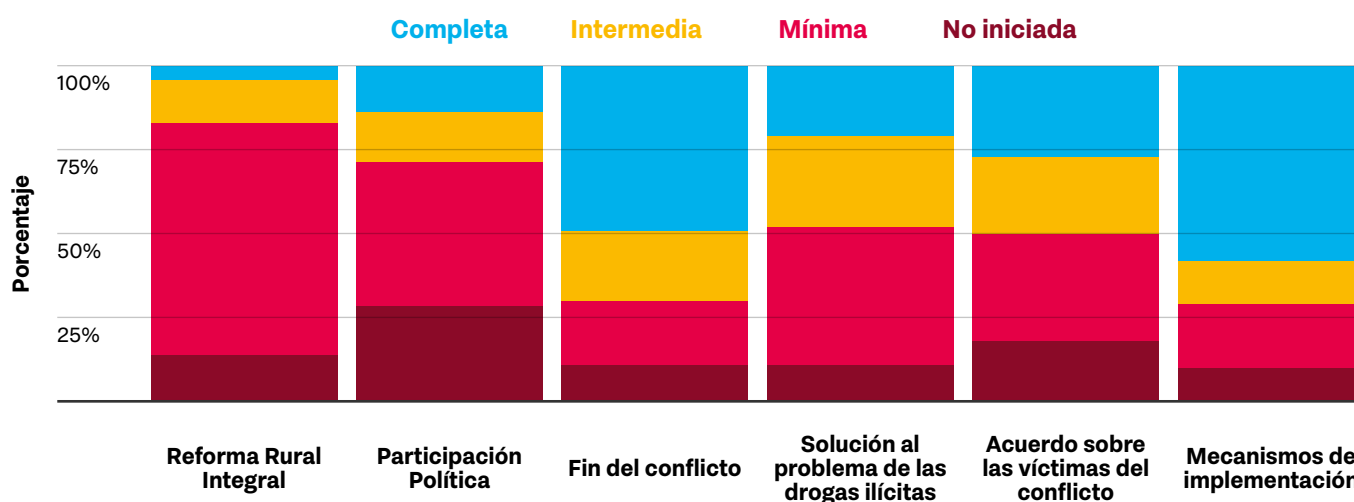 Completa Intermedia Mínima No iniciada
100%
75%
50%
25%
Porcentaje
Reforma Rural
Integral
Participación
Política
Fin del conflicto
Solución al
problema de las
drogas ilícitas
Acuerdo sobre
las víctimas del
conflicto
Mecanismos de
implementación